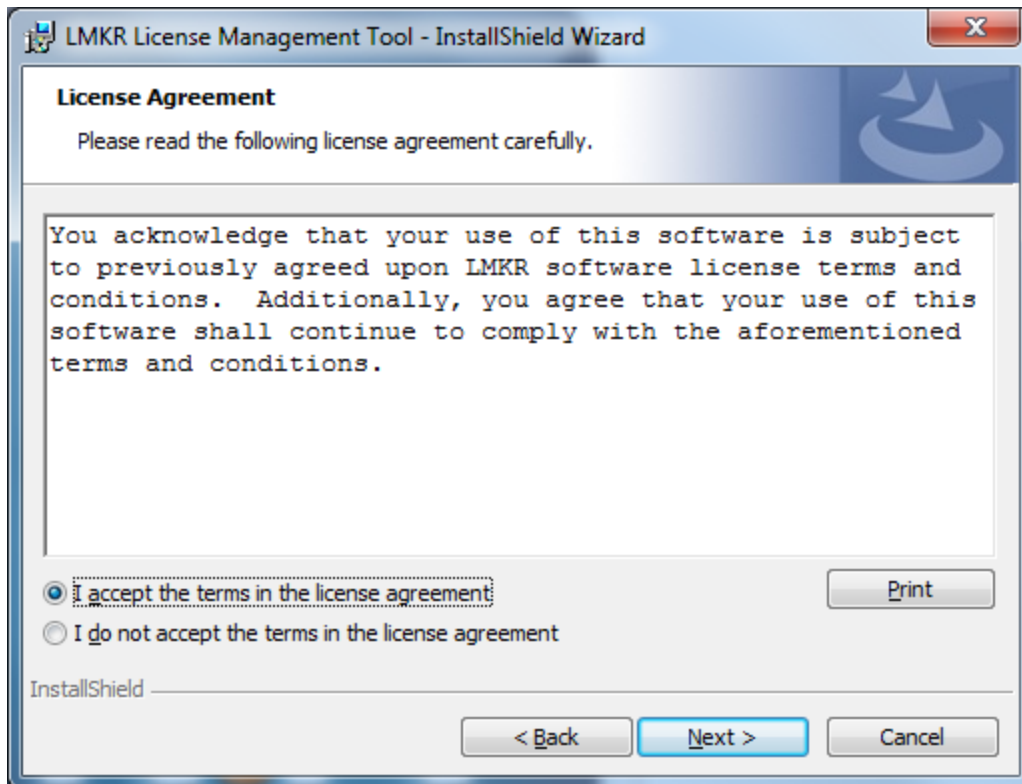 LMKR License Management Tool - InstallShield Wizard
License Agreement
Please read the following license agreement carefully.
You acknowledge that your use of this software is subject
to previously agreed upon LMKR software license terms and
conditions.  Additionally, you agree that your use of this
software shall continue to comply with the aforementioned
terms and conditions.
I accept the terms in the license agreement
Print
I do not accept the terms in the license agreement
InstallShield
< Back
Next >
Cancel